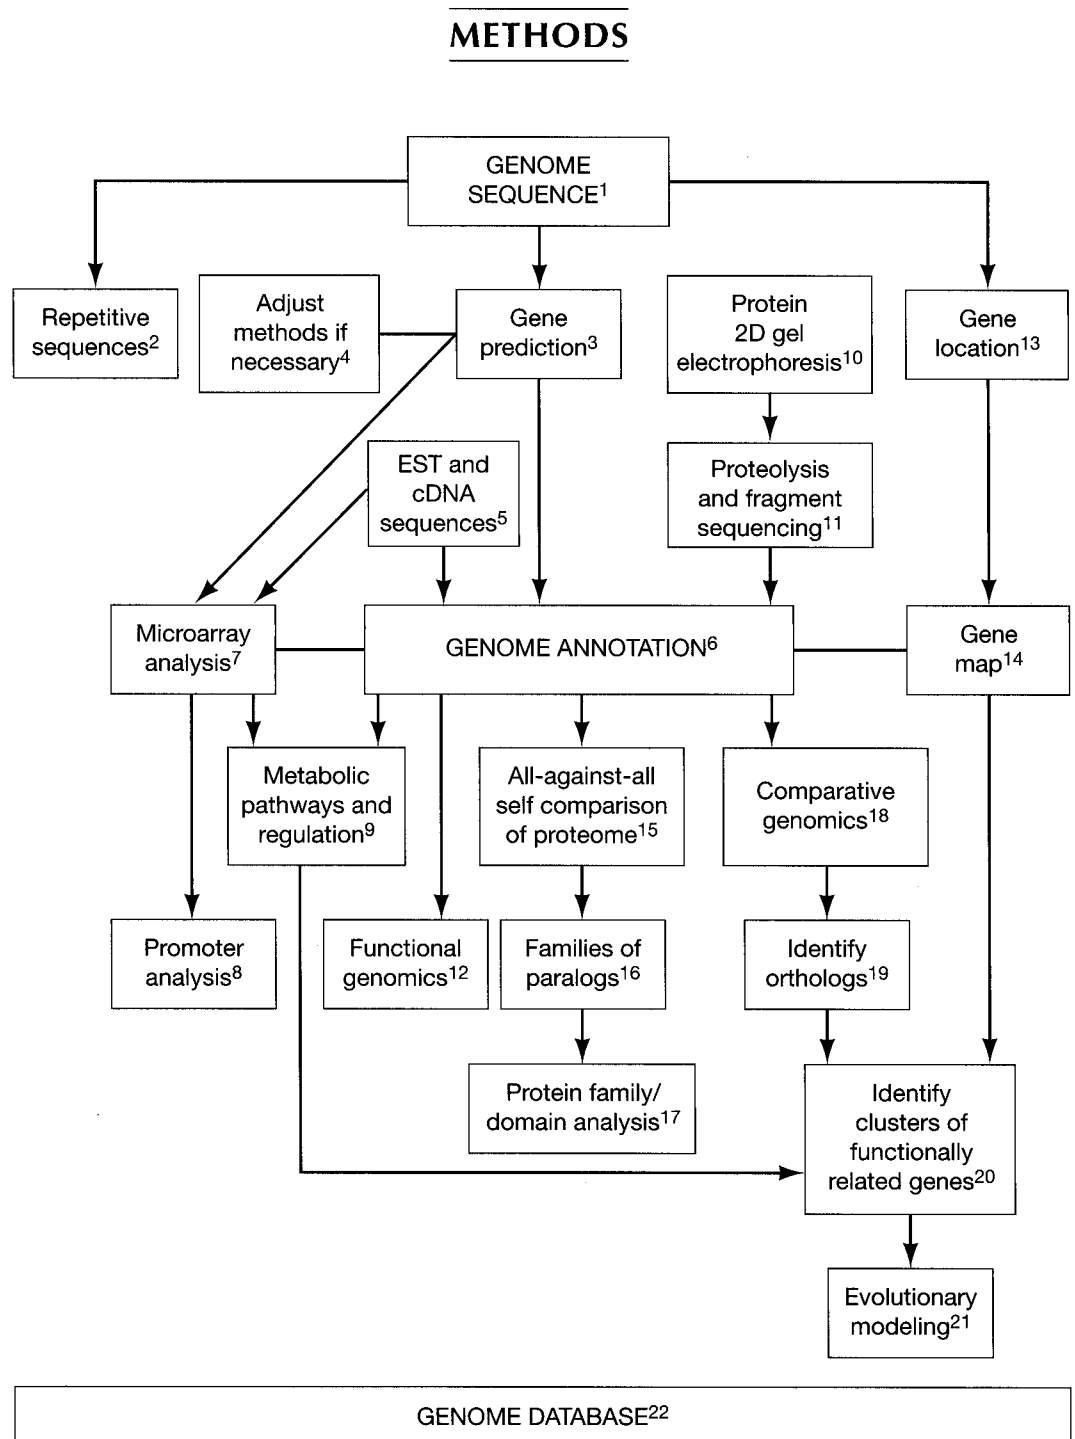 METHODS
GENOME
SEQUENCE1
Repetitive
sequences2
Adjust
methods if
necessary4
Gene
prediction3
Protein
2D gel
electrophoresis10
Gene
location13
EST and
cDNA
sequences5
Proteolysis
and fragment
sequencing11
Microarray
analysis7
GENOME ANNOTATION6
Gene
map14
Metabolic
pathways and
regulation9
All-against-all
self comparison
of proteome15
Comparative
genomics18
Promoter
analysis8
Functional
genomics12
Families of
paralogs16
Identify
orthologs19
Protein family/
domain analysis17
Identify
clusters of
functionally
related genes20
Evolutionary
modeling21
GENOME DATABASE22